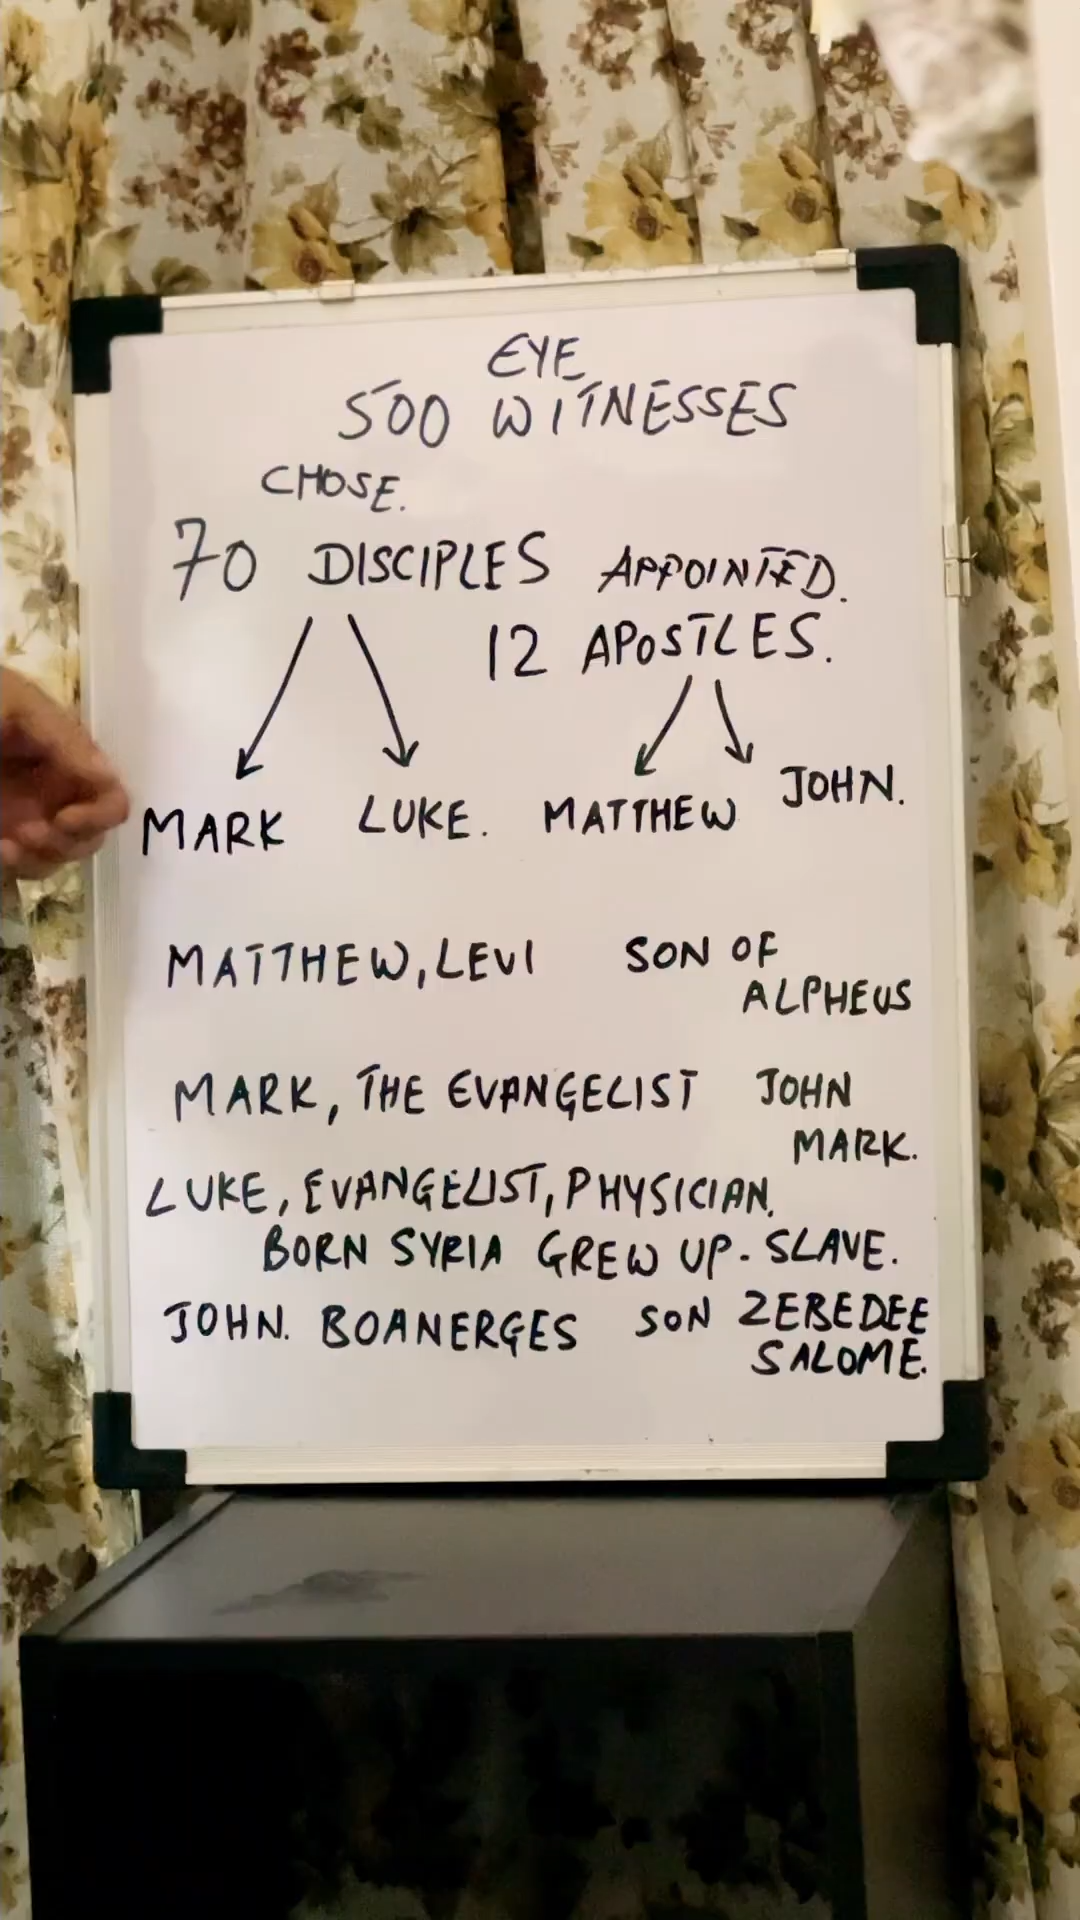 EYE
500 WITNESSES
CHOSE.
70 DISCIPLES APPOINTED.
12 APOSTLES.
MARK LUKE. MATTHEW JOHN.
MATTHEW, LEVI SON OF
ALPHEUS
MARK, THE EVANGELIST JOHN
MARK.
LUKE, EVANGELIST, PHYSICIAN.
BORN SYRIA GREW UP - SLAVE.
JOHN. BOANERGES SON ZEBEDEE
SALOME.